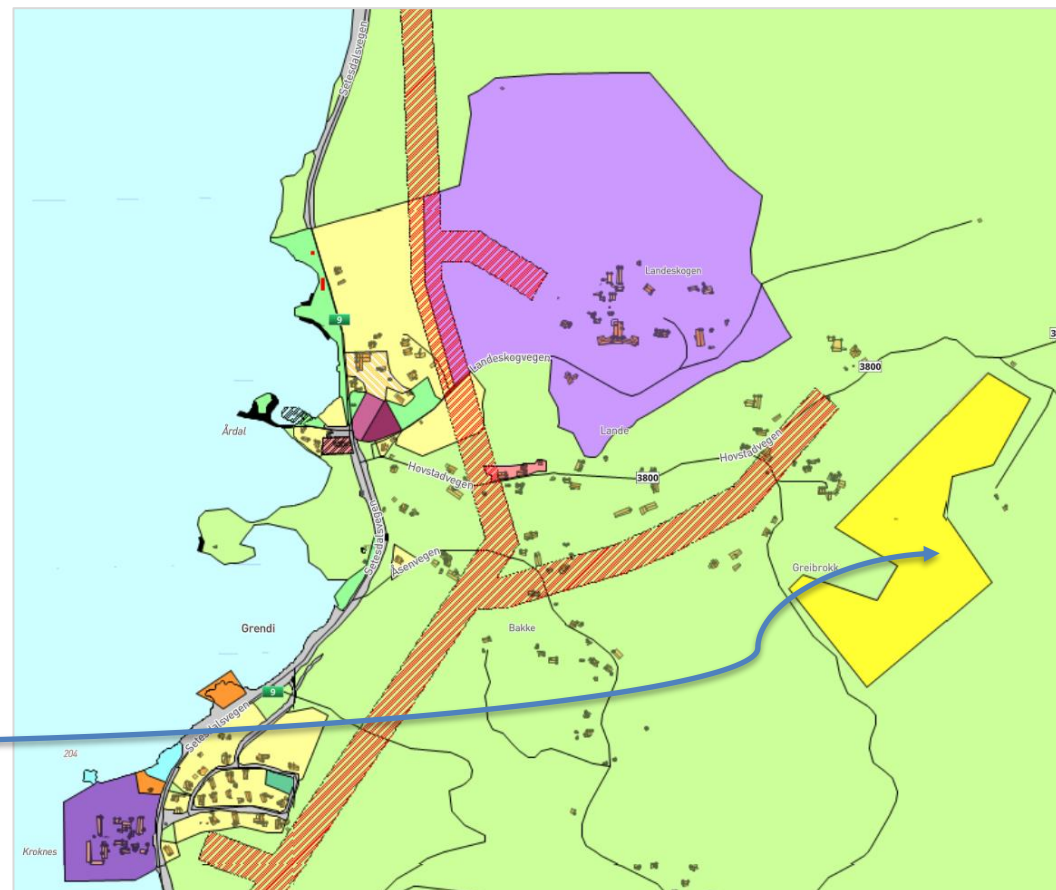 Setesdalsvegen
Landeskogen
9
Landeskogvegen
3800
Årdal
Lande
Hovstadvegen
Hovstadvegen
3800
Setesdalsvegen
Åsenvegen
Greibrokk
Grendi
Bakke
9
Setesdalsvegen
204
Kroknes